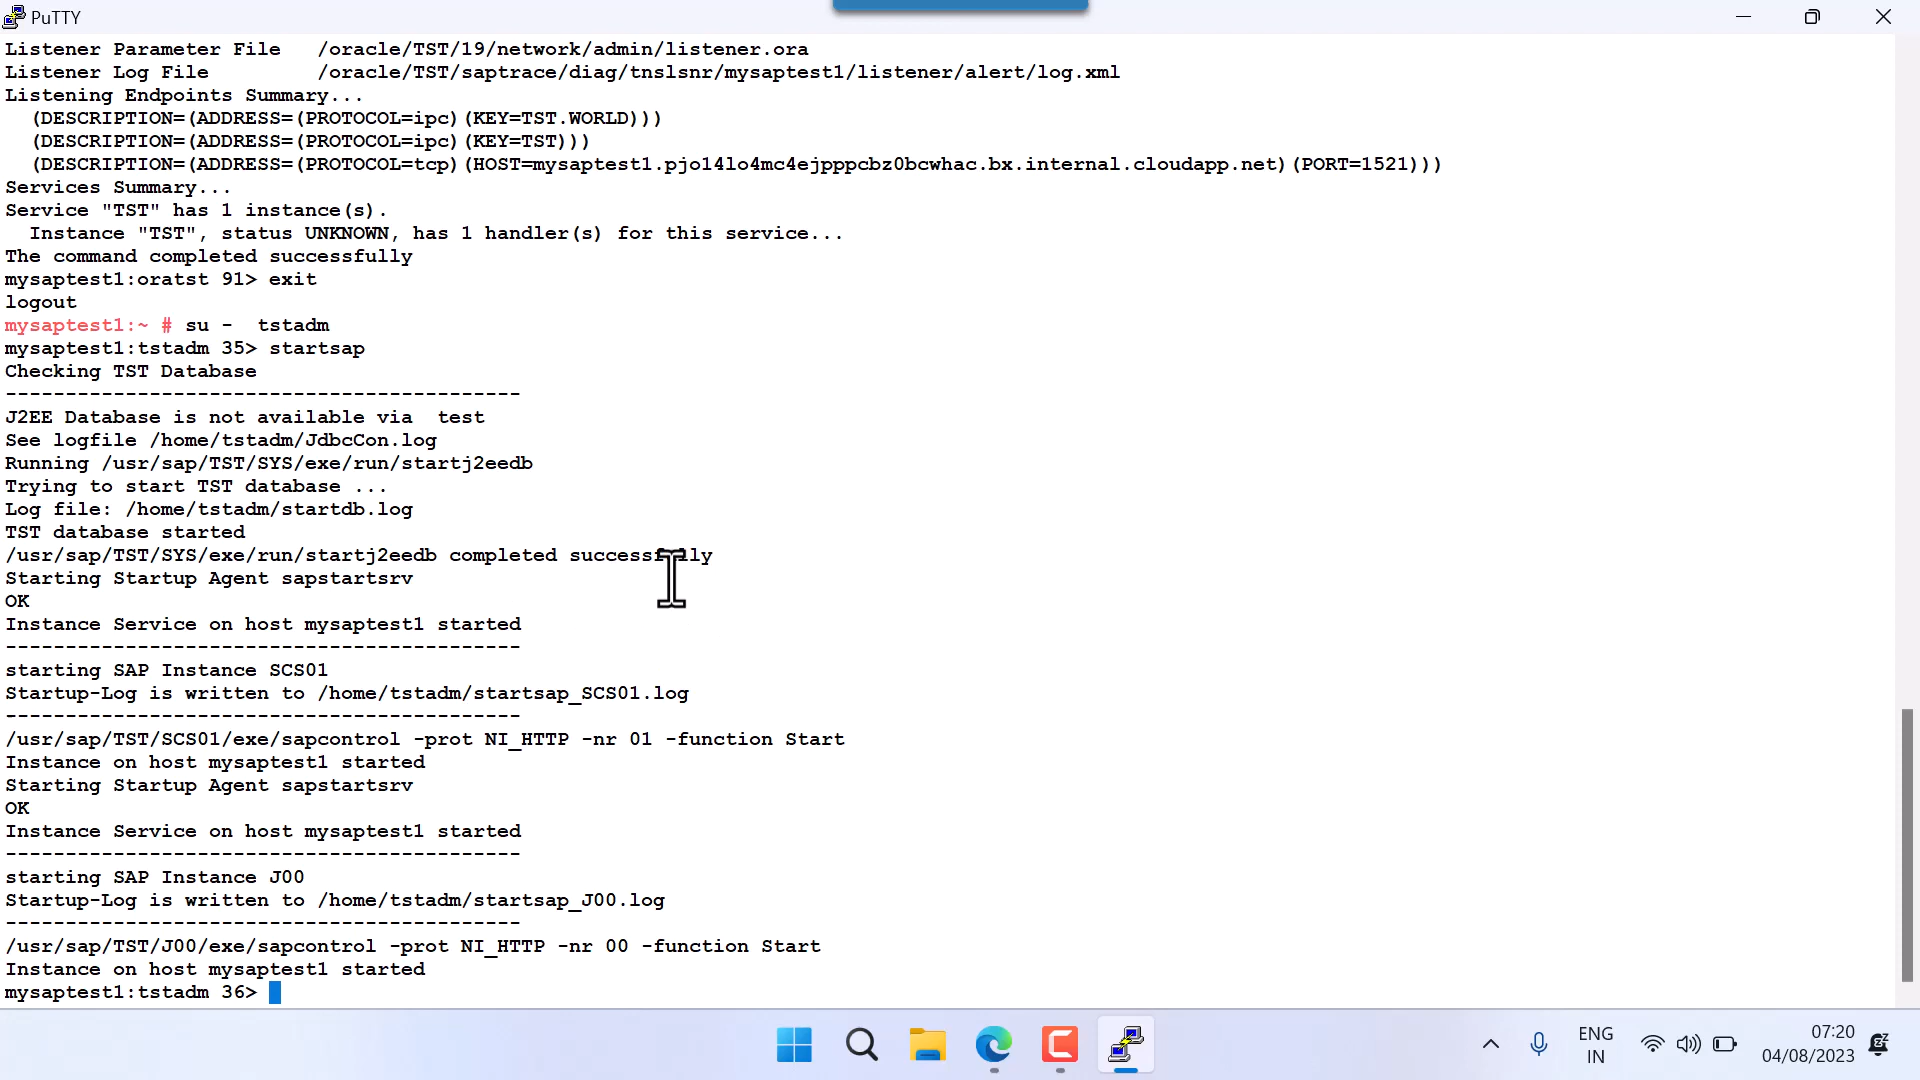 PuTTY
Listener Parameter File   /oracle/TST/19/network/admin/listener.ora
Listener Log File         /oracle/TST/saptrace/diag/tnslsnr/mysaptest1/listener/alert/log.xml
Listening Endpoints Summary...
  (DESCRIPTION=(ADDRESS=(PROTOCOL=ipc)(KEY=TST.WORLD)))
  (DESCRIPTION=(ADDRESS=(PROTOCOL=ipc)(KEY=TST)))
  (DESCRIPTION=(ADDRESS=(PROTOCOL=tcp)(HOST=mysaptest1.pjo14lo4mc4ejpppcbz0bcwhac.bx.internal.cloudapp.net)(PORT=1521)))
Services Summary...
Service "TST" has 1 instance(s).
  Instance "TST", status UNKNOWN, has 1 handler(s) for this service...
The command completed successfully
mysaptest1:oratst 91> exit
logout
mysaptest1:~ # su -  tstadm
mysaptest1:tstadm 35> startsap
Checking TST Database
-------------------------------------------
J2EE Database is not available via  test
See logfile /home/tstadm/JdbcCon.log
Running /usr/sap/TST/SYS/exe/run/startj2eedb
Trying to start TST database ...
Log file: /home/tstadm/startdb.log
TST database started
/usr/sap/TST/SYS/exe/run/startj2eedb completed successfully
Starting Startup Agent sapstartsrv
OK
Instance Service on host mysaptest1 started
-------------------------------------------
starting SAP Instance SCS01
Startup-Log is written to /home/tstadm/startsap_SCS01.log
-------------------------------------------
/usr/sap/TST/SCS01/exe/sapcontrol -prot NI_HTTP -nr 01 -function Start
Instance on host mysaptest1 started
Starting Startup Agent sapstartsrv
OK
Instance Service on host mysaptest1 started
-------------------------------------------
starting SAP Instance J00
Startup-Log is written to /home/tstadm/startsap_J00.log
-------------------------------------------
/usr/sap/TST/J00/exe/sapcontrol -prot NI_HTTP -nr 00 -function Start
Instance on host mysaptest1 started
mysaptest1:tstadm 36>
ENG
IN
07:20
04/08/2023